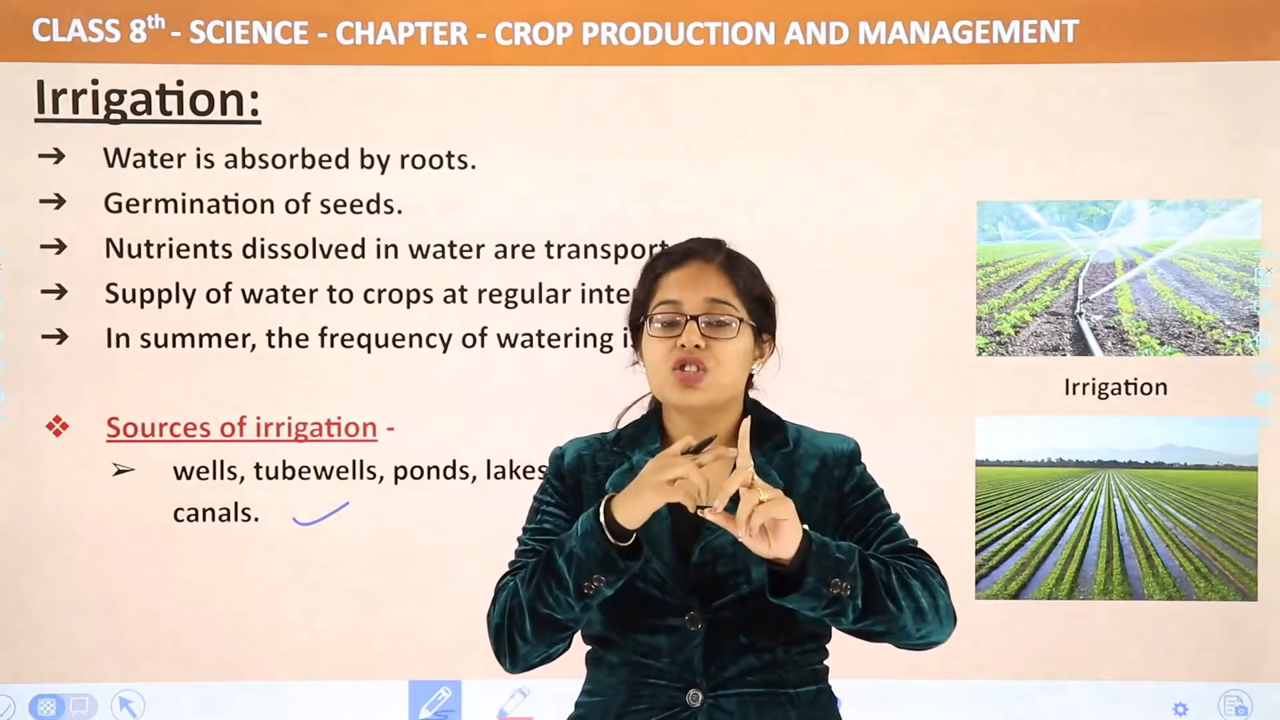 CLASS 8th - SCIENCE - CHAPTER - CROP PRODUCTION AND MANAGEMENT
Irrigation:
➔ Water is absorbed by roots.
➔ Germination of seeds.
➔ Nutrients dissolved in water are transport
➔ Supply of water to crops at regular inte
➔ In summer, the frequency of watering i
Irrigation
❖ Sources of irrigation -
➢ wells, tubewells, ponds, lakes
canals.